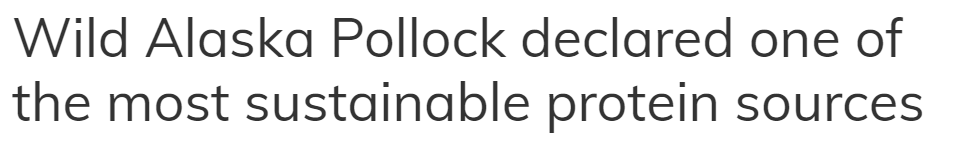 Wild Alaska Pollock declared one of
the most sustainable protein sources